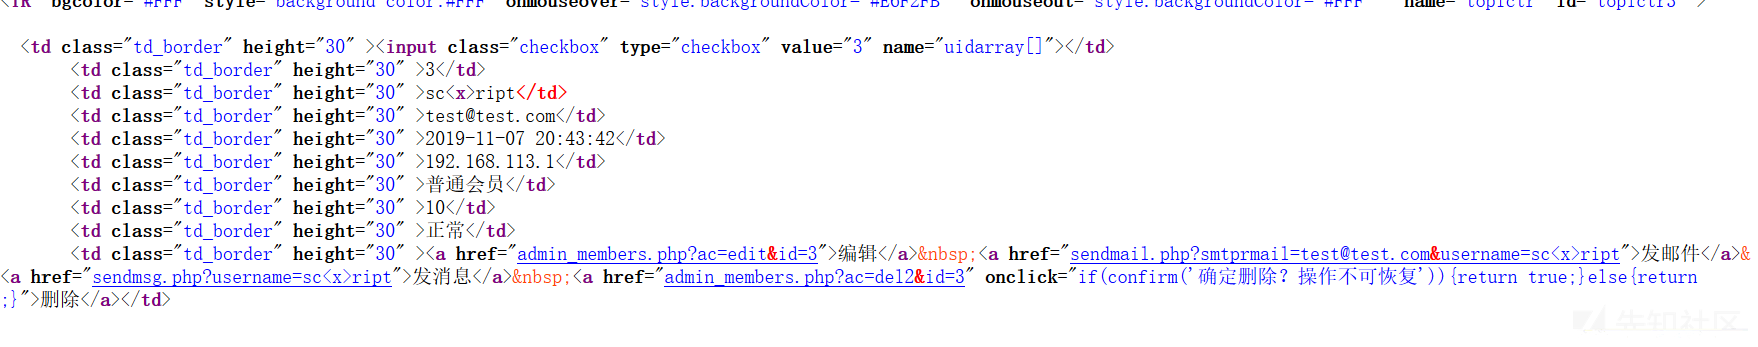 <TR  bgcolor="#FFF" style="background-color:#FFF" onmouseover="style.backgroundColor='#E6F2FB'" onmouseout="style.backgroundColor='#FFF'"   name="topictr" id="topictr3" >
<td class="td_border" height="30" ><input class="checkbox" type="checkbox" value="3" name="uidarray[]"></td>
<td class="td_border" height="30" >3</td>
<td class="td_border" height="30" >sc<x>ript</td>
<td class="td_border" height="30" >test@test.com</td>
<td class="td_border" height="30" >2019-11-07 20:43:42</td>
<td class="td_border" height="30" >192.168.113.1</td>
<td class="td_border" height="30" >普通会员</td>
<td class="td_border" height="30" >10</td>
<td class="td_border" height="30" >正常</td>
<td class="td_border" height="30" ><a href="admin_members.php?ac=edit&id=3">编辑</a>&nbsp;<a href="sendmail.php?smtprmail=test@test.com&username=sc<x>ript">发邮件</a>&
<a href="sendmsg.php?username=sc<x>ript">发消息</a>&nbsp;<a href="admin_members.php?ac=del2&id=3" onclick="if(confirm('确定删除？操作不可恢复')){return true;}else{return
;}">删除</a></td>
先知社区